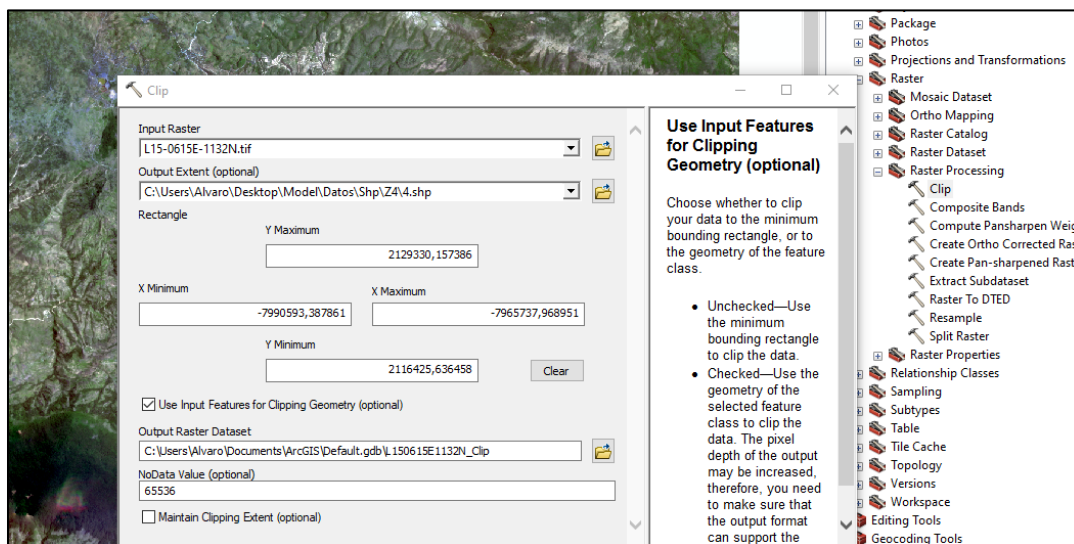 Clip
Input Raster
L15-0615E-1132N.tif
Output Extent (optional)
C:\Users\Alvaro\Desktop\Model\Datos\Shp\Z4\4.shp
Rectangle
Y Maximum
2129330,157386
X Minimum
X Maximum
-7990593,387861
-7965737,968951
Y Minimum
2116425,636458
Clear
Use Input Features for Clipping Geometry (optional)
Output Raster Dataset
C:\Users\Alvaro\Documents\ArcGIS\Default.gdb\L150615E1132N_Clip
NoData Value (optional)
65536
Maintain Clipping Extent (optional)
Use Input Features
for Clipping
Geometry (optional)
Choose whether to clip
your data to the minimum
bounding rectangle, or to
the geometry of the feature
class.
• Unchecked—Use
the minimum
bounding rectangle
to clip the data.
• Checked—Use the
geometry of the
selected feature
class to clip the
data. The pixel
depth of the output
may be increased,
therefore, you need
to make sure that
the output format
can support the
Package
Photos
Projections and Transformations
Raster
Mosaic Dataset
Ortho Mapping
Raster Catalog
Raster Dataset
Raster Processing
Clip
Composite Bands
Compute Pansharpen Weig
Create Ortho Corrected Ras
Create Pan-sharpened Rast
Extract Subdataset
Raster To DTED
Resample
Split Raster
Raster Properties
Relationship Classes
Sampling
Subtypes
Table
Tile Cache
Topology
Versions
Workspace
Editing Tools
Geocoding Tools